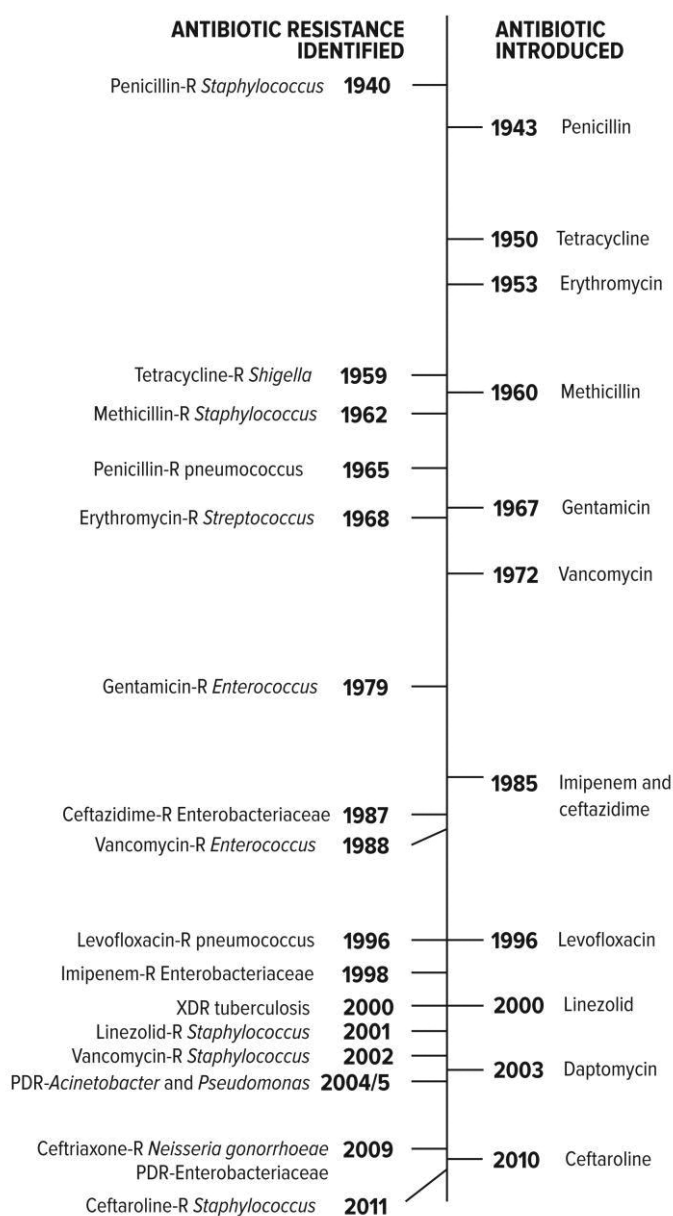 ANTIBIOTIC RESISTANCE
IDENTIFIED
ANTIBIOTIC
INTRODUCED
Penicillin-R Staphylococcus 1940
1943 Penicillin
1950 Tetracycline
1953 Erythromycin
Tetracycline-R Shigella 1959
1960 Methicillin
Methicillin-R Staphylococcus 1962
Penicillin-R pneumococcus 1965
1967 Gentamicin
Erythromycin-R Streptococcus 1968
1972 Vancomycin
Gentamicin-R Enterococcus 1979
1985 Imipenem and
ceftazidime
Ceftazidime-R Enterobacteriaceae 1987
Vancomycin-R Enterococcus 1988
Levofloxacin-R pneumococcus 1996
1996 Levofloxacin
Imipenem-R Enterobacteriaceae 1998
XDR tuberculosis 2000
2000 Linezolid
Linezolid-R Staphylococcus 2001
Vancomycin-R Staphylococcus 2002
2003 Daptomycin
PDR-Acinetobacter and Pseudomonas 2004/5
Ceftriaxone-R Neisseria gonorrhoeae 2009
PDR-Enterobacteriaceae
2010 Ceftaroline
Ceftaroline-R Staphylococcus 2011